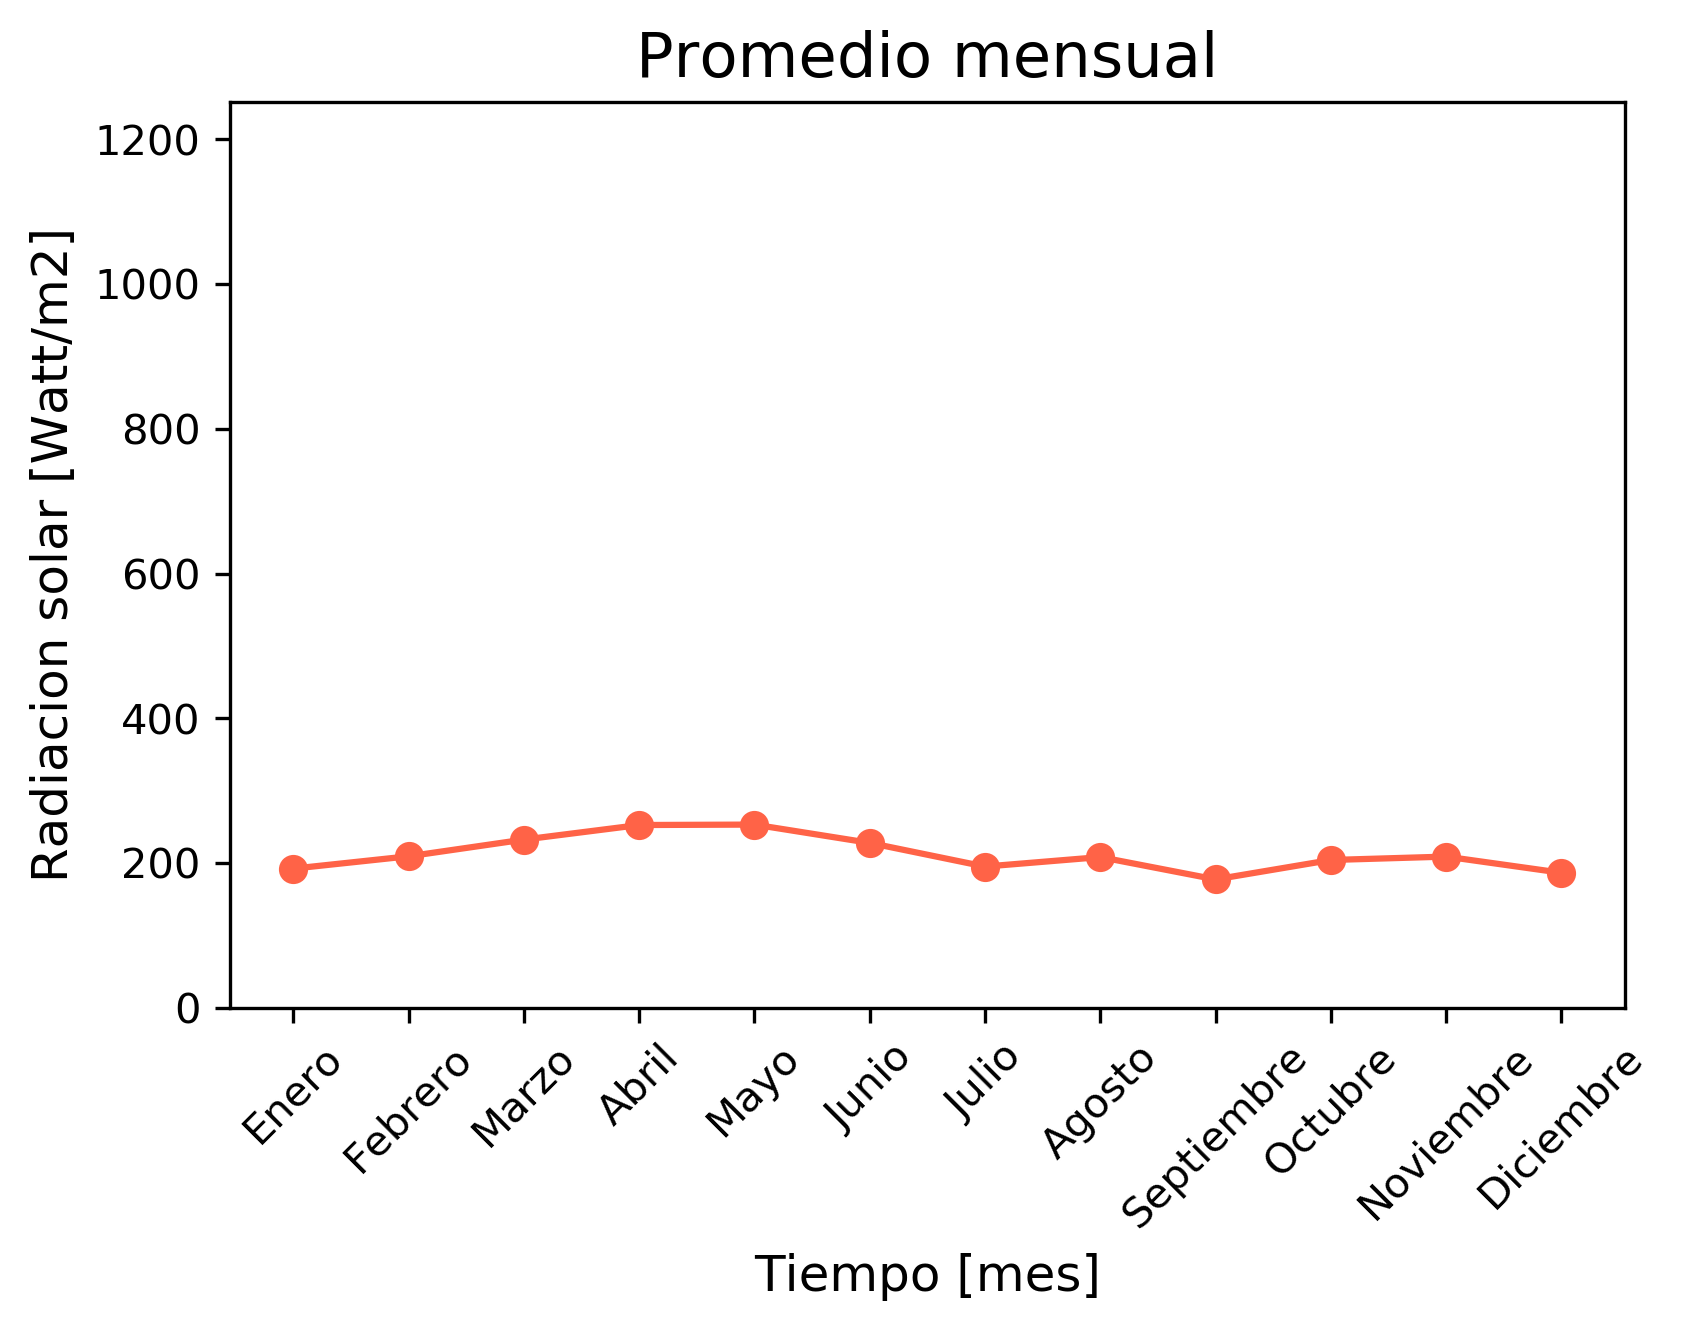 Promedio mensual
1200
1000
800
600
400
200
0
Radiacion solar [Watt/m2]
Enero
Febrero
Marzo
Abril
Mayo
Junio
Julio
Agosto
Septiembre
Octubre
Noviembre
Diciembre
Tiempo [mes]